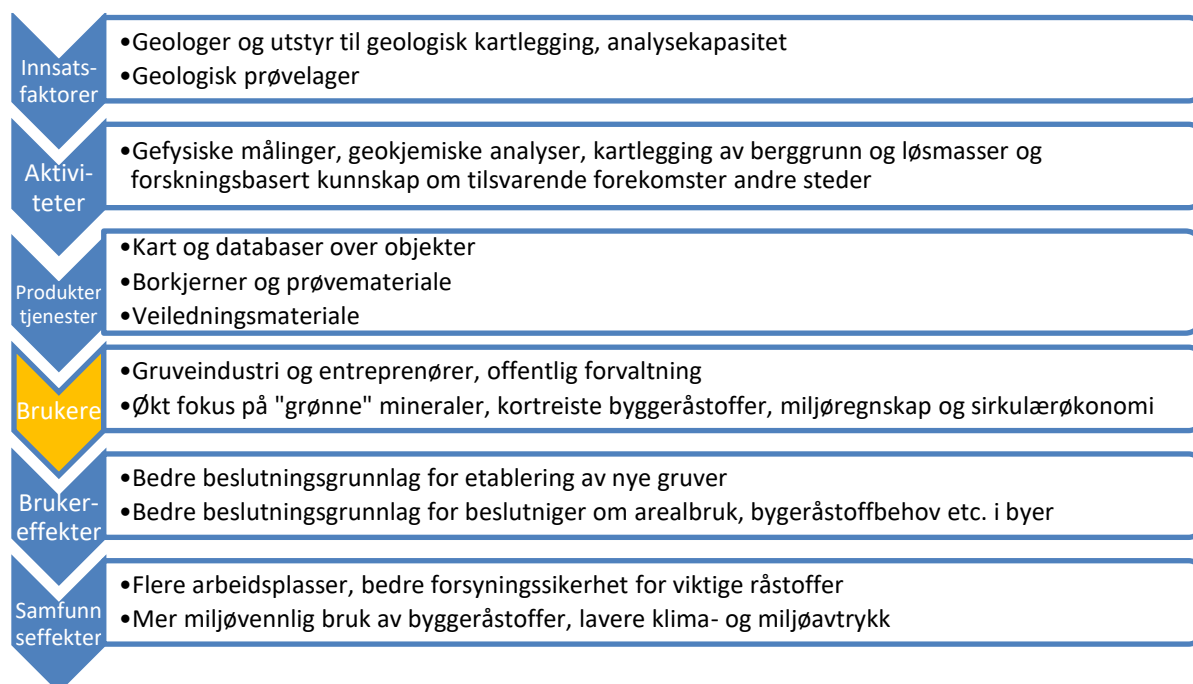 Innsats-
faktorer
•Geologer og utstyr til geologisk kartlegging, analysekapasitet
•Geologisk prøvelager
Aktivi-
teter
•Gefysiske målinger, geokjemiske analyser, kartlegging av berggrunn og løsmasser og
forskningsbasert kunnskap om tilsvarende forekomster andre steder
Produkter
tjenester
•Kart og databaser over objekter
•Borkjerner og prøvemateriale
•Veiledningsmateriale
Brukere
•Gruveindustri og entreprenører, offentlig forvaltning
•Økt fokus på "grønne" mineraler, kortreiste byggeråstoffer, miljøregnskap og sirkulærøkonomi
Bruker-
effekter
•Bedre beslutningsgrunnlag for etablering av nye gruver
•Bedre beslutningsgrunnlag for beslutniger om arealbruk, bygeråstoffbehov etc. i byer
Samfunn
seffekter
•Flere arbeidsplasser, bedre forsyningssikerhet for viktige råstoffer
•Mer miljøvennlig bruk av byggeråstoffer, lavere klima- og miljøavtrykk